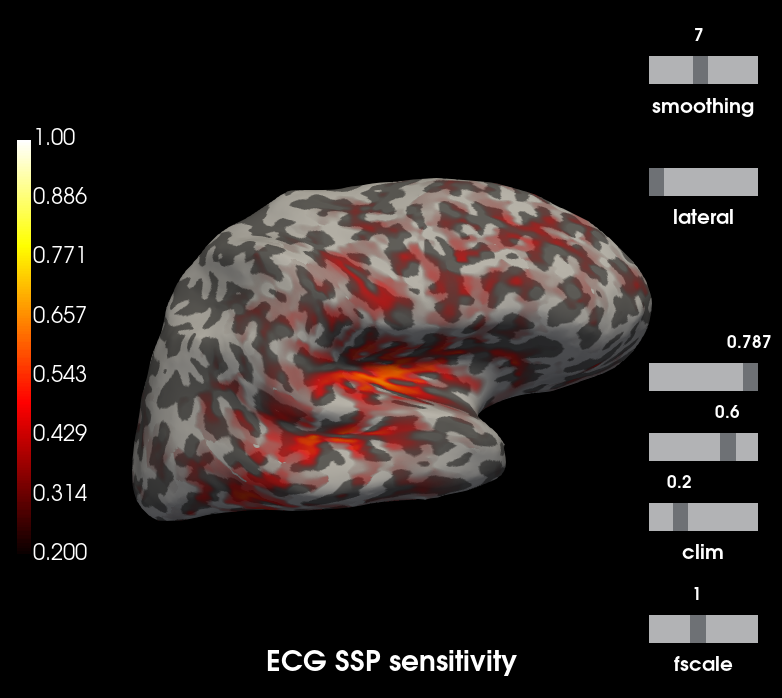 1.00
0.886
0.771
0.657
0.543
0.429
0.314
0.200
7
smoothing
lateral
0.787
0.6
0.2
clim
1
fscale
ECG SSP sensitivity